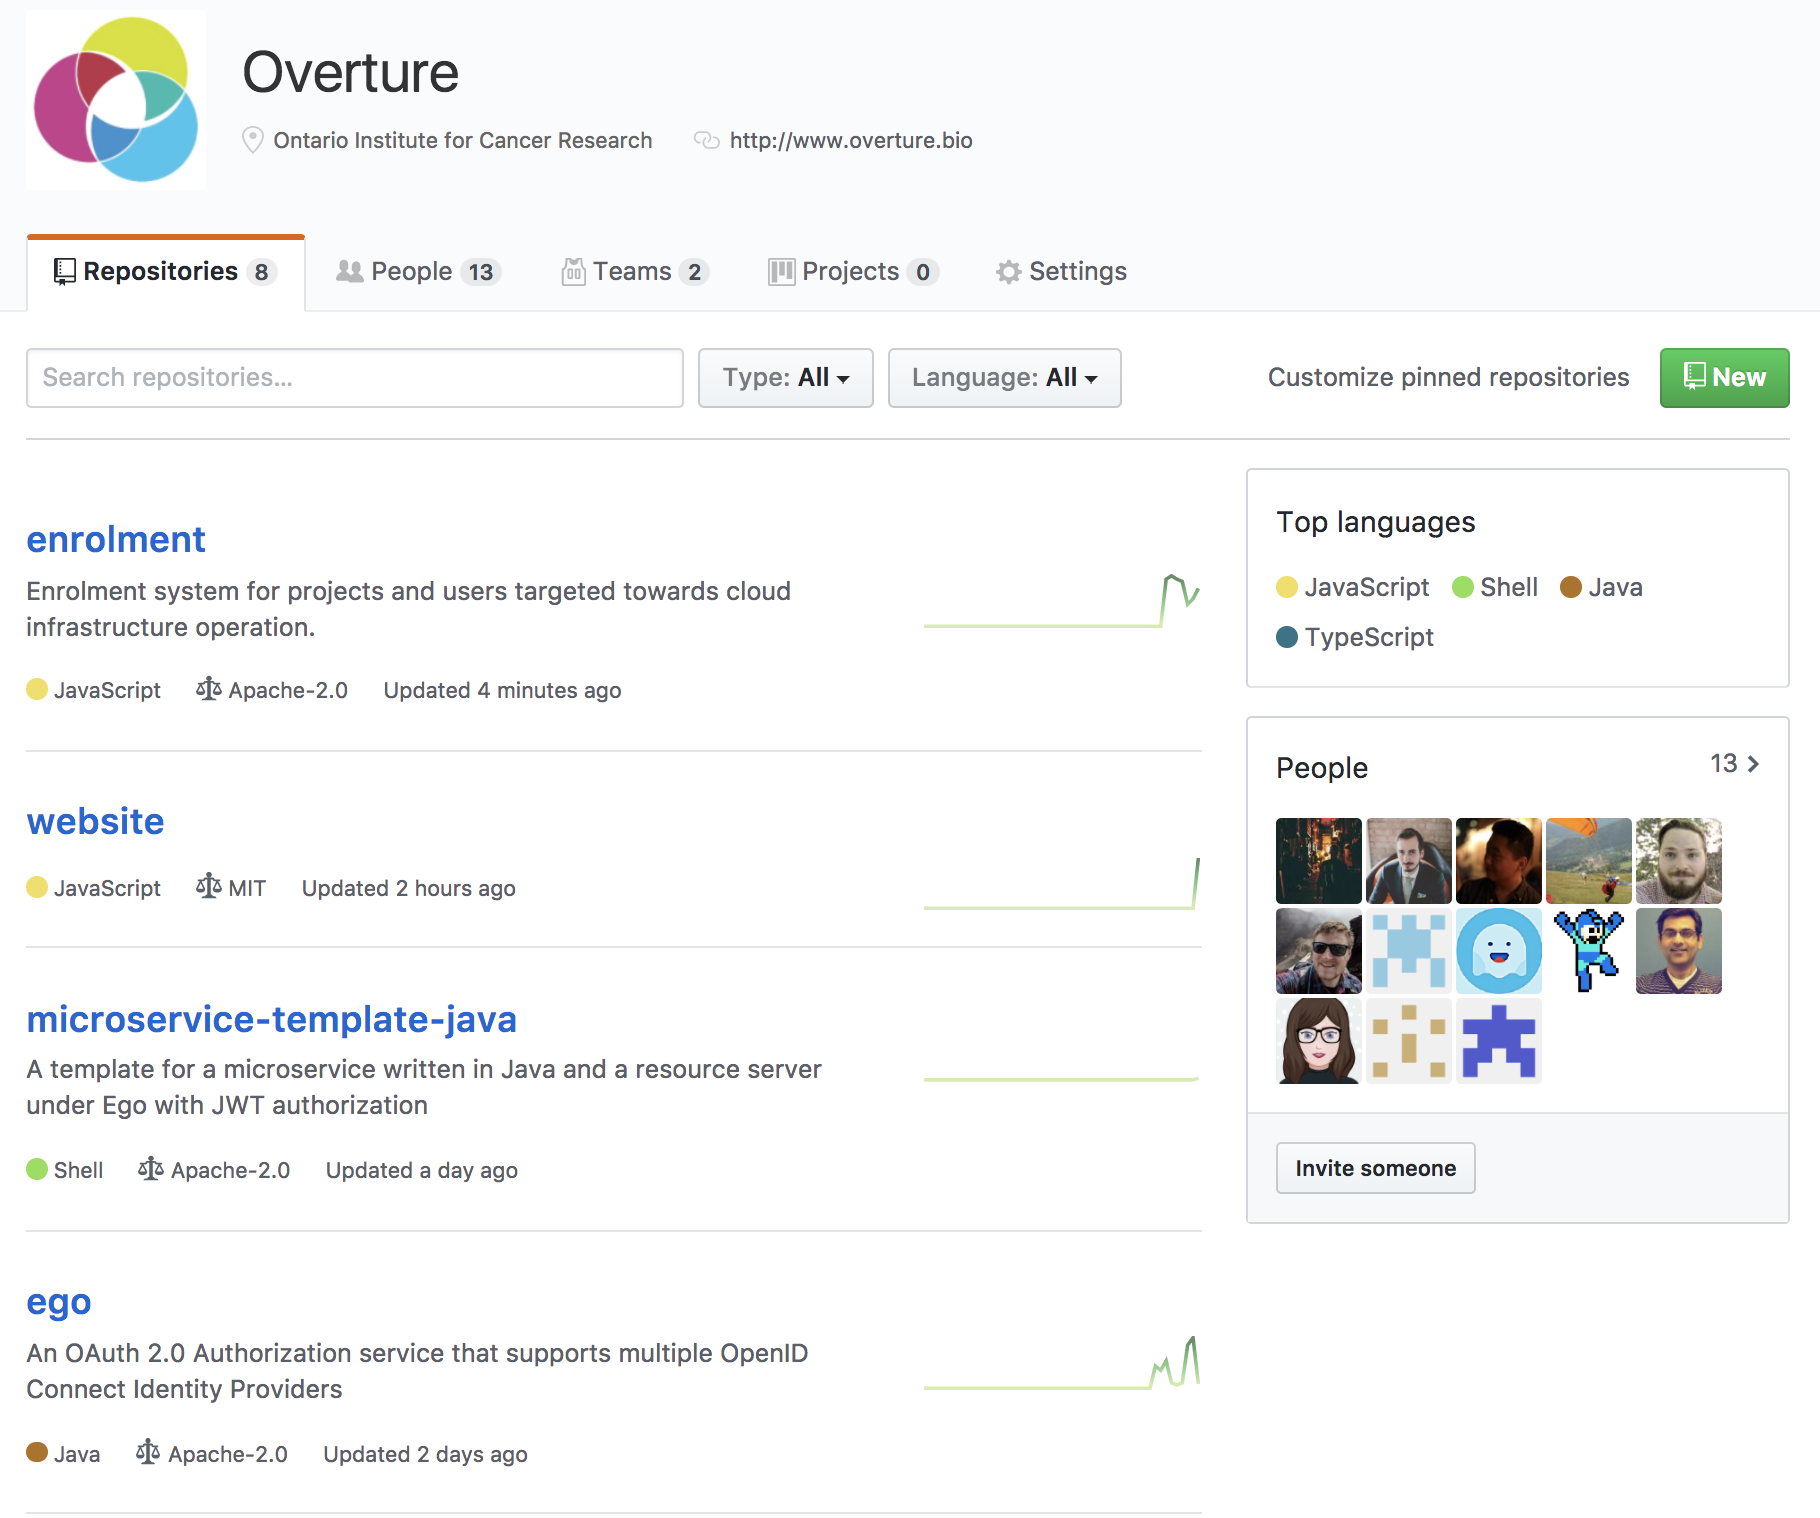 Overture
Ontario Institute for Cancer Research http://www.overture.bio
Repositories 8 People 13 Teams 2 Projects 0 Settings
Search repositories... Type: All Language: All Customize pinned repositories New
enrolment
Enrolment system for projects and users targeted towards cloud
infrastructure operation.
JavaScript Apache-2.0 Updated 4 minutes ago
website
JavaScript MIT Updated 2 hours ago
microservice-template-java
A template for a microservice written in Java and a resource server
under Ego with JWT authorization
Shell Apache-2.0 Updated a day ago
ego
An OAuth 2.0 Authorization service that supports multiple OpenID
Connect Identity Providers
Java Apache-2.0 Updated 2 days ago
Top languages
JavaScript Shell Java
TypeScript
People 13
Invite someone